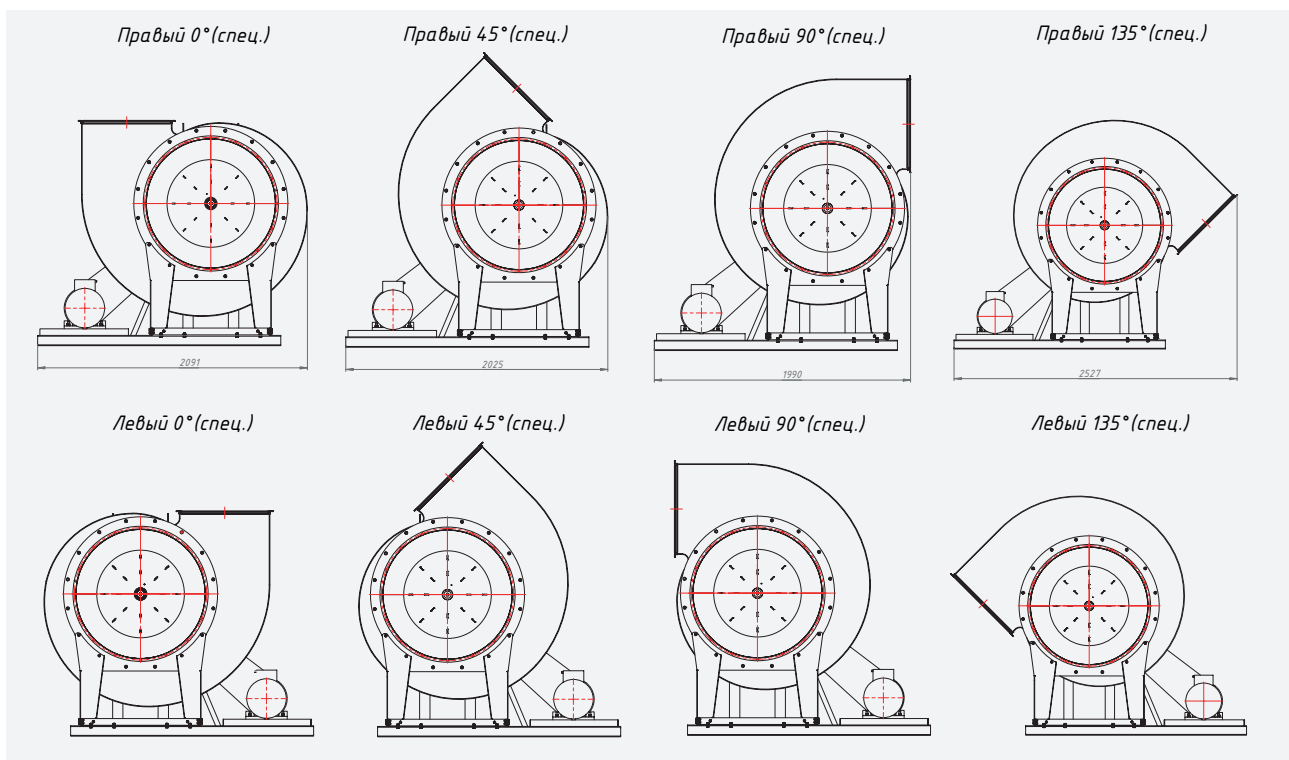 Правый 0°(спец.)
Правый 45°(спец.)
Правый 90°(спец.)
Правый 135°(спец.)
2091
2025
1990
2527
Левый 0°(спец.)
Левый 45°(спец.)
Левый 90°(спец.)
Левый 135°(спец.)